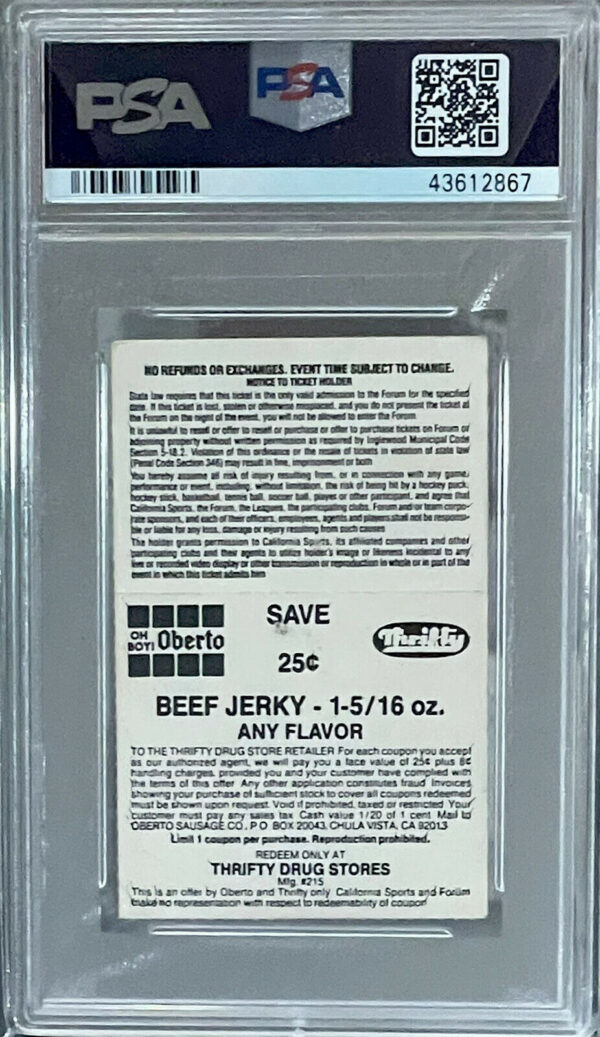 PSA
PSA
43612867
NO REFUNDS OR EXCHANGES. EVENT TIME SUBJECT TO CHANGE.
NOTICE TO TICKET HOLDER
State law requires that this ticket is the only valid admission to the Forum for the specified
date. If this ticket is lost, stolen or otherwise misplaced, and you do not present the ticket at
the Forum on the night of the event, you will not be allowed to enter the Forum.
It is unlawful to resell or offer to resell or purchase or offer to purchase tickets on Forum or
adjoining property without written permission as required by Inglewood Municipal Code
Section 5-18.2. Violation of this ordinance or the resale of tickets in violation of state law
(Penal Code Section 346) may result in fine, imprisonment or both
You hereby assume all risk of injury resulting from, or in connection with any game,
performance or event, including, without limitation, the risk of being hit by a hockey puck,
hockey stick, basketball, tennis ball, soccer ball, player or other participant, and agree that
California Sports, the Forum, the Leagues, the participating clubs, Forum and/or team corpo-
rate sponsors, and each of their officers, employees, agents and players shall not be responsi-
ble or liable for any loss, damage or injury resulting from such causes
The holder grants permission to California Sports, its affiliated companies and other
participating clubs and their agents to utilize holder's image or likeness incidental to any
live or recorded video display or other transmission or reproduction in whole or in part of the
event in which this ticket admits him
OH BOY! Oberto
SAVE
25¢
Thrifty
BEEF JERKY - 1-5/16 oz.
ANY FLAVOR
TO THE THRIFTY DRUG STORE RETAILER For each coupon you accept
as our authorized agent, we will pay you a face value of 25¢ plus 8¢
handling charges, provided you and your customer have complied with
the terms of this offer Any other application constitutes fraud Invoices
showing your purchase of sufficient stock to cover all coupons redeemed
must be shown upon request Void if prohibited, taxed or restricted Your
customer must pay any sales tax Cash value 1/20 of 1 cent Mail to
OBERTO SAUSAGE CO., P.O. BOX 20043, CHULA VISTA, CA 92013
Limit 1 coupon per purchase. Reproduction prohibited.
REDEEM ONLY AT
THRIFTY DRUG STORES
Mfg. #215
This is an offer by Oberto and Thrifty only California Sports and Forum
make no representation with respect to redeemability of coupon